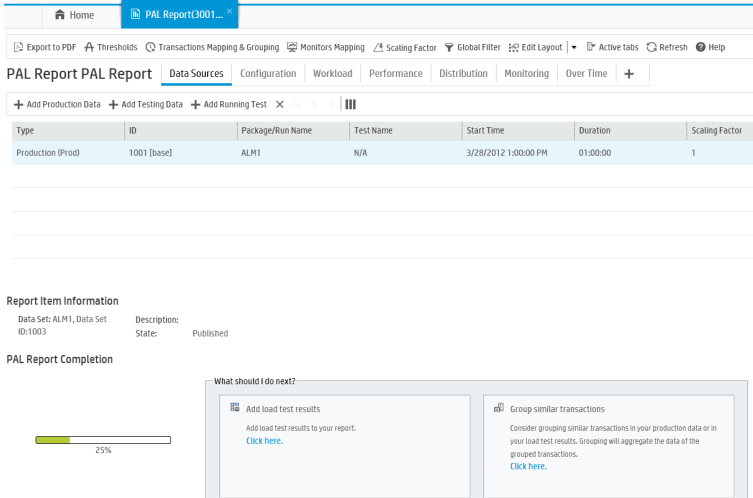 Home
PAL Report(3001...
Export to PDF Thresholds Transactions Mapping & Grouping Monitors Mapping Scaling Factor Global Filter Edit Layout Active tabs Refresh Help
PAL Report PAL Report Data Sources Configuration Workload Performance Distribution Monitoring Over Time
Add Production Data Add Testing Data Add Running Test
Type ID Package/Run Name Test Name Start Time Duration Scaling Factor
Production (Prod) 1001 [base] ALM1 N/A 3/28/2012 1:00:00 PM 01:00:00 1
Report Item Information
Data Set: ALM1, Data Set Description:
ID:1003 State: Published
PAL Report Completion
What should I do next?
Add load test results
Add load test results to your report.
Click here.
Group similar transactions
Consider grouping similar transactions in your production data or in
your load test results. Grouping will aggregate the data of the
grouped transactions.
Click here.
25%